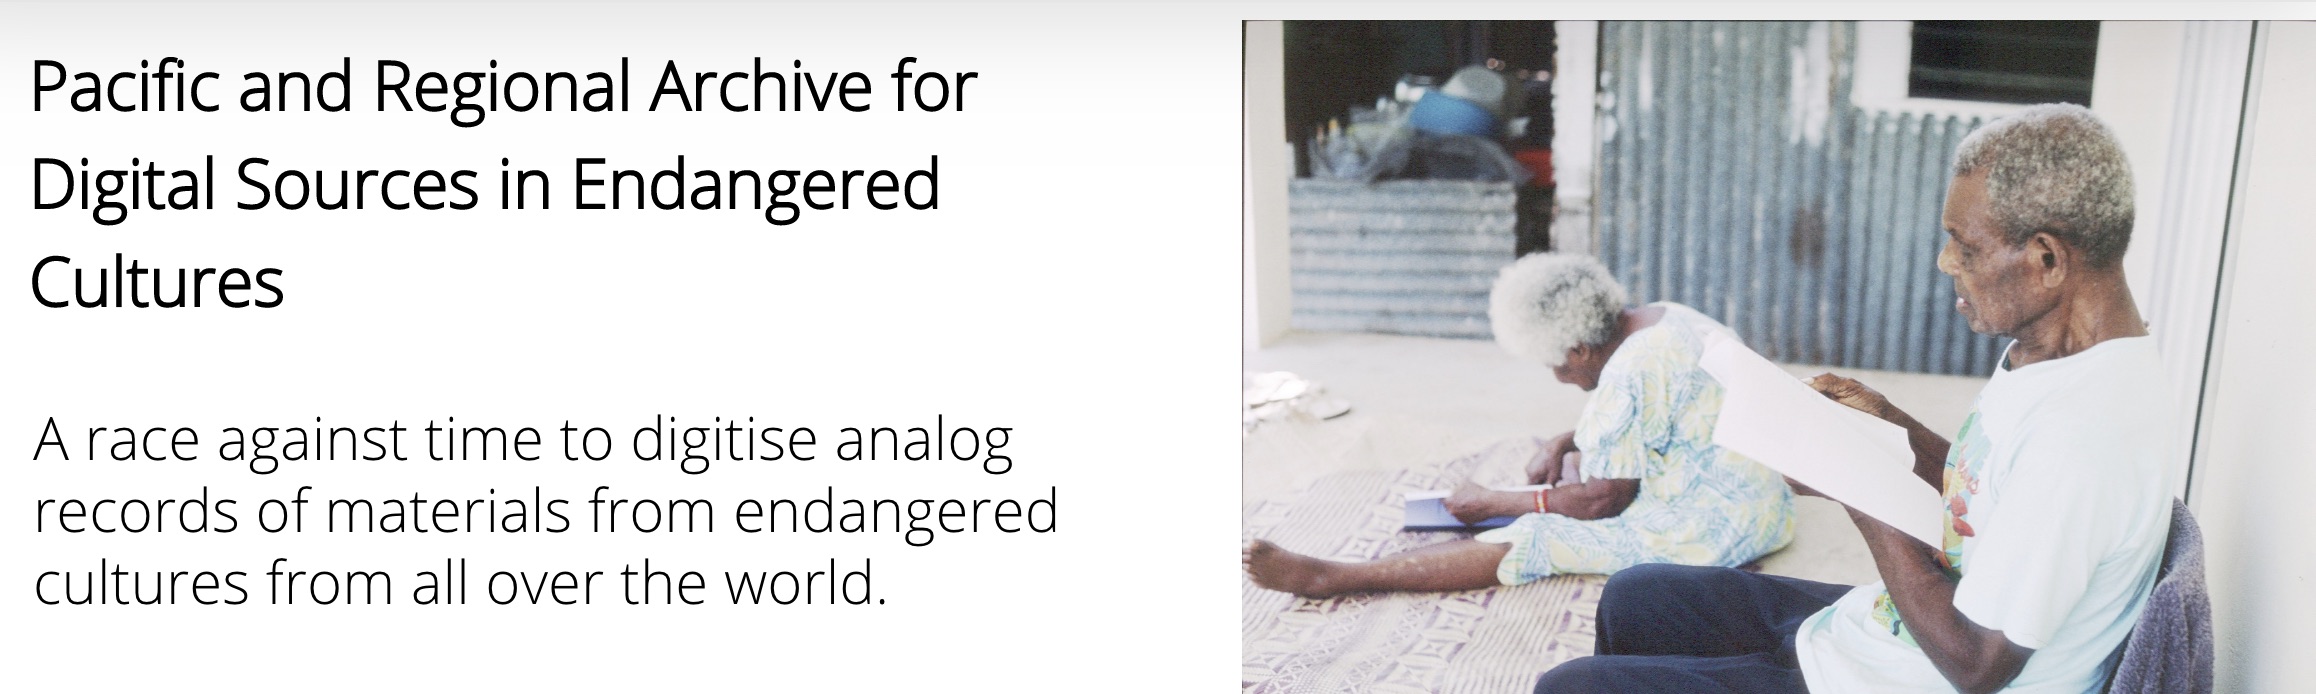 Pacific and Regional Archive for
Digital Sources in Endangered
Cultures
A race against time to digitise analog
records of materials from endangered
cultures from all over the world.